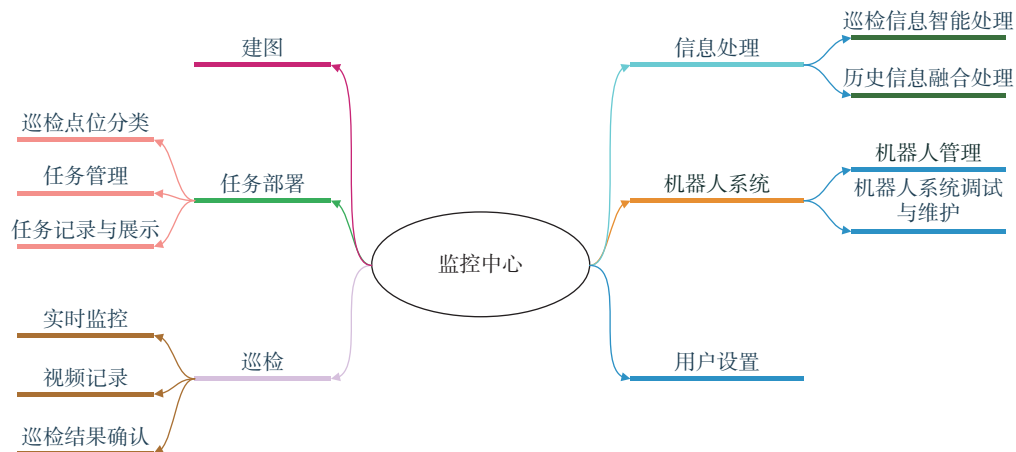 建图
巡检点位分类
任务管理
任务部署
任务记录与展示
实时监控
巡检
视频记录
巡检结果确认
监控中心
信息处理
巡检信息智能处理
历史信息融合处理
机器人系统
机器人管理
机器人系统调试
与维护
用户设置